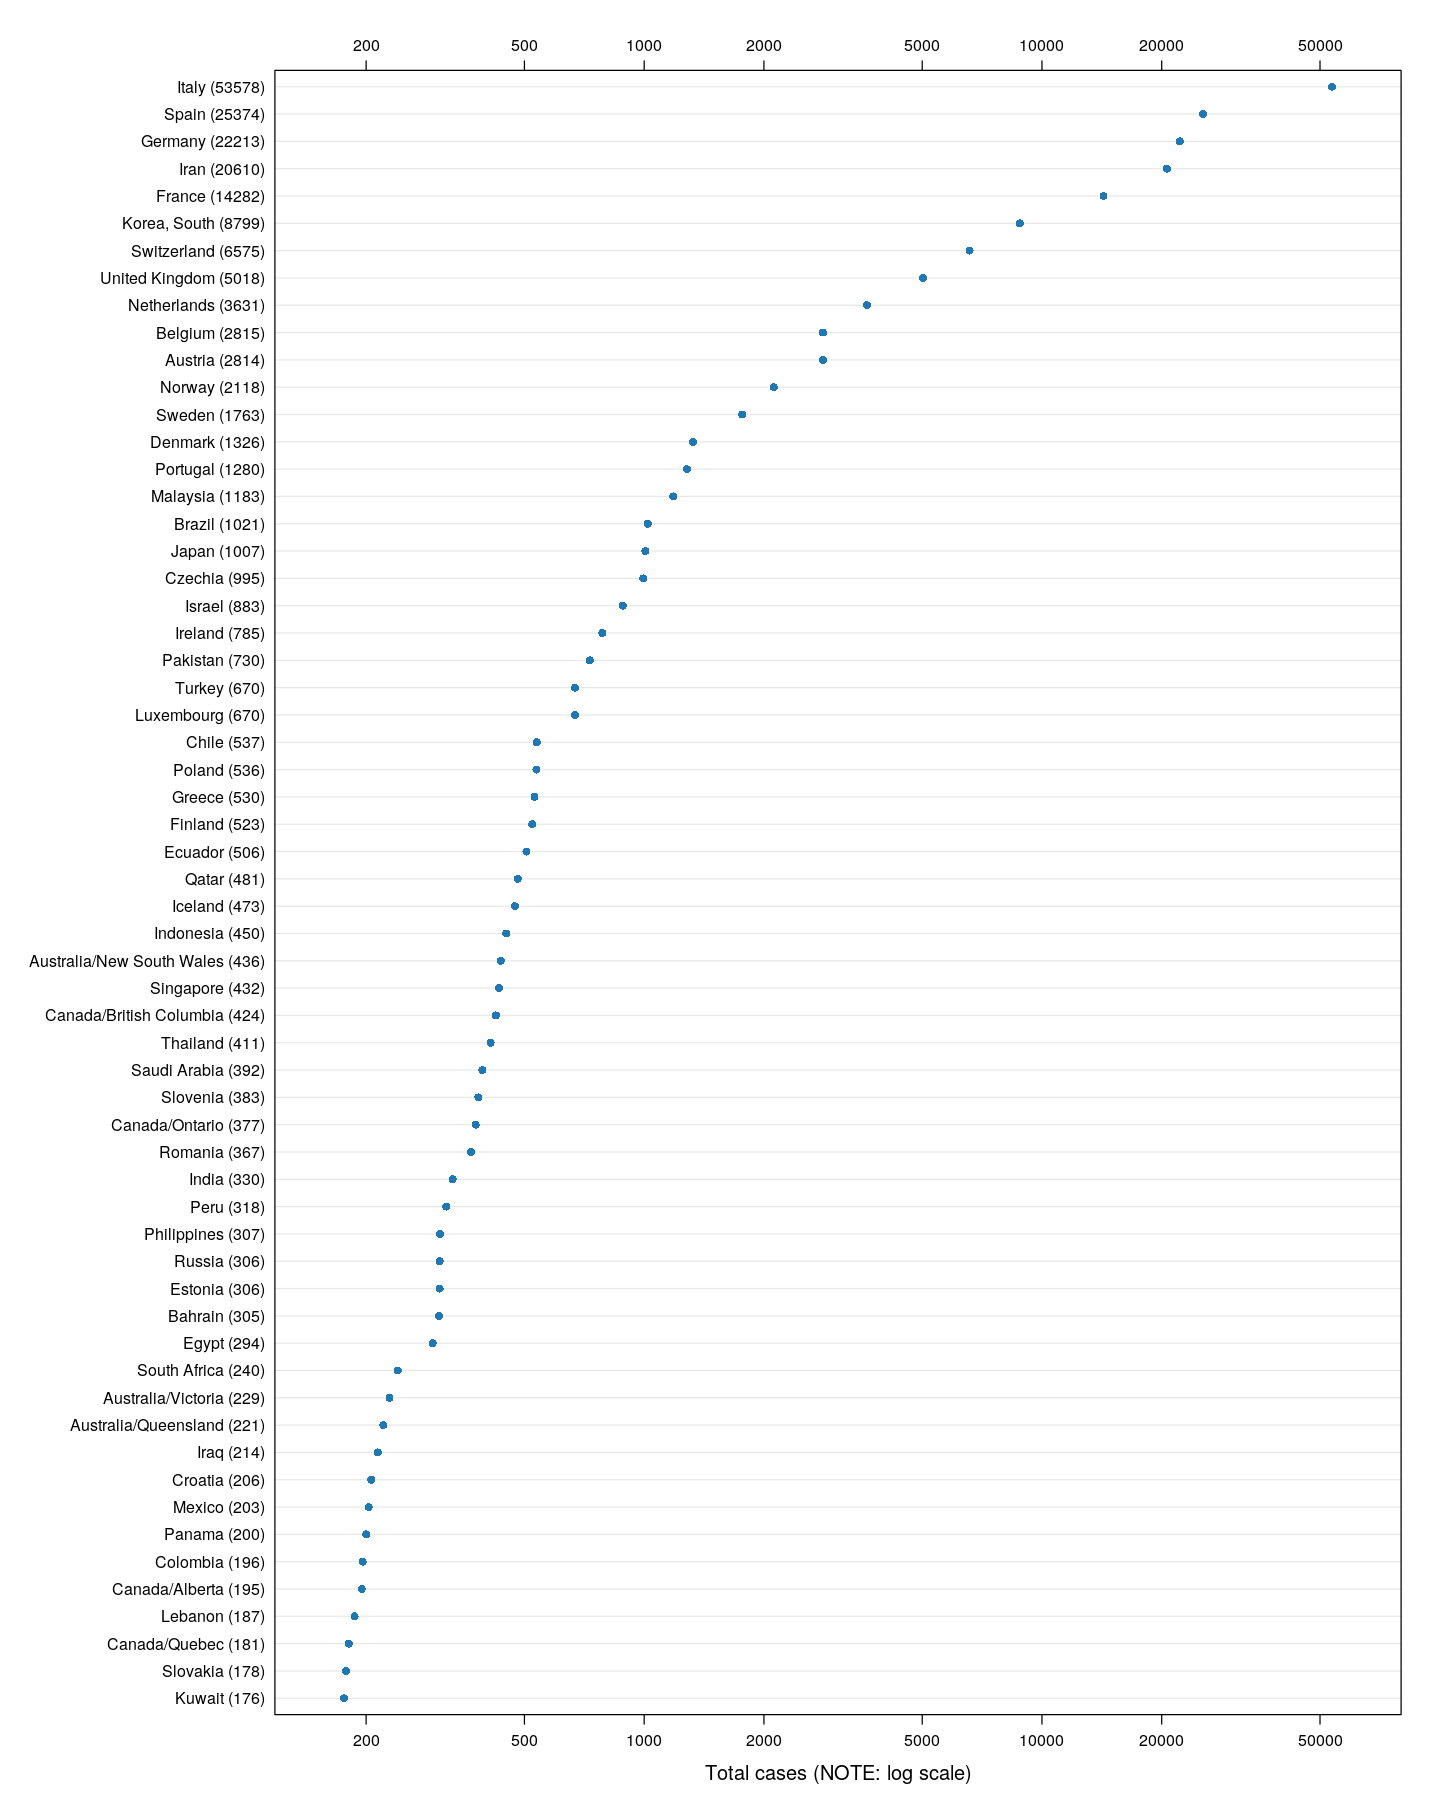 200 500 1000 2000 5000 10000 20000 50000
Italy (53578)
Spain (25374)
Germany (22213)
Iran (20610)
France (14282)
Korea, South (8799)
Switzerland (6575)
United Kingdom (5018)
Netherlands (3631)
Belgium (2815)
Austria (2814)
Norway (2118)
Sweden (1763)
Denmark (1326)
Portugal (1280)
Malaysia (1183)
Brazil (1021)
Japan (1007)
Czechia (995)
Israel (883)
Ireland (785)
Pakistan (730)
Turkey (670)
Luxembourg (670)
Chile (537)
Poland (536)
Greece (530)
Finland (523)
Ecuador (506)
Qatar (481)
Iceland (473)
Indonesia (450)
Australia/New South Wales (436)
Singapore (432)
Canada/British Columbia (424)
Thailand (411)
Saudi Arabia (392)
Slovenia (383)
Canada/Ontario (377)
Romania (367)
India (330)
Peru (318)
Philippines (307)
Russia (306)
Estonia (306)
Bahrain (305)
Egypt (294)
South Africa (240)
Australia/Victoria (229)
Australia/Queensland (221)
Iraq (214)
Croatia (206)
Mexico (203)
Panama (200)
Colombia (196)
Canada/Alberta (195)
Lebanon (187)
Canada/Quebec (181)
Slovakia (178)
Kuwait (176)
200 500 1000 2000 5000 10000 20000 50000
Total cases (NOTE: log scale)